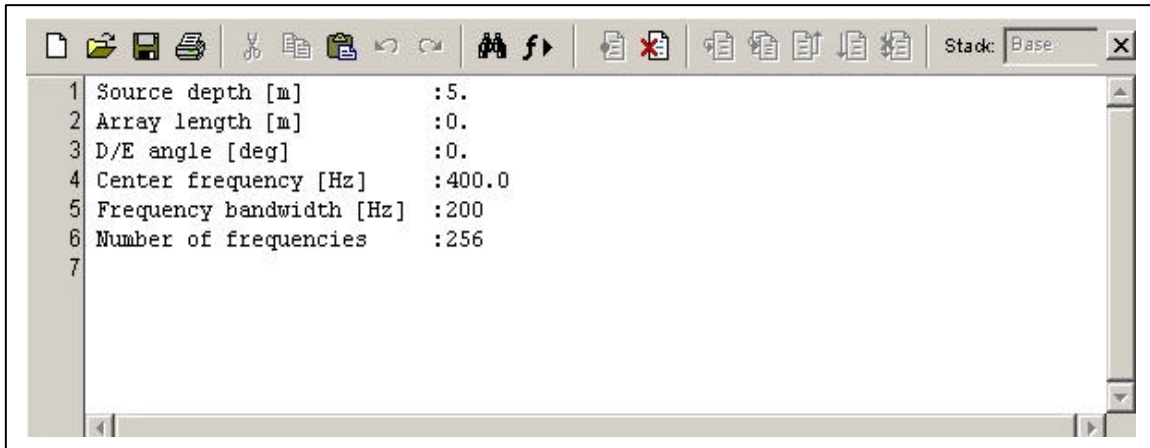 Stack: Base
1 Source depth [m] :5.
2 Array length [m] :0.
3 D/E angle [deg] :0.
4 Center frequency [Hz] :400.0
5 Frequency bandwidth [Hz] :200
6 Number of frequencies :256
7